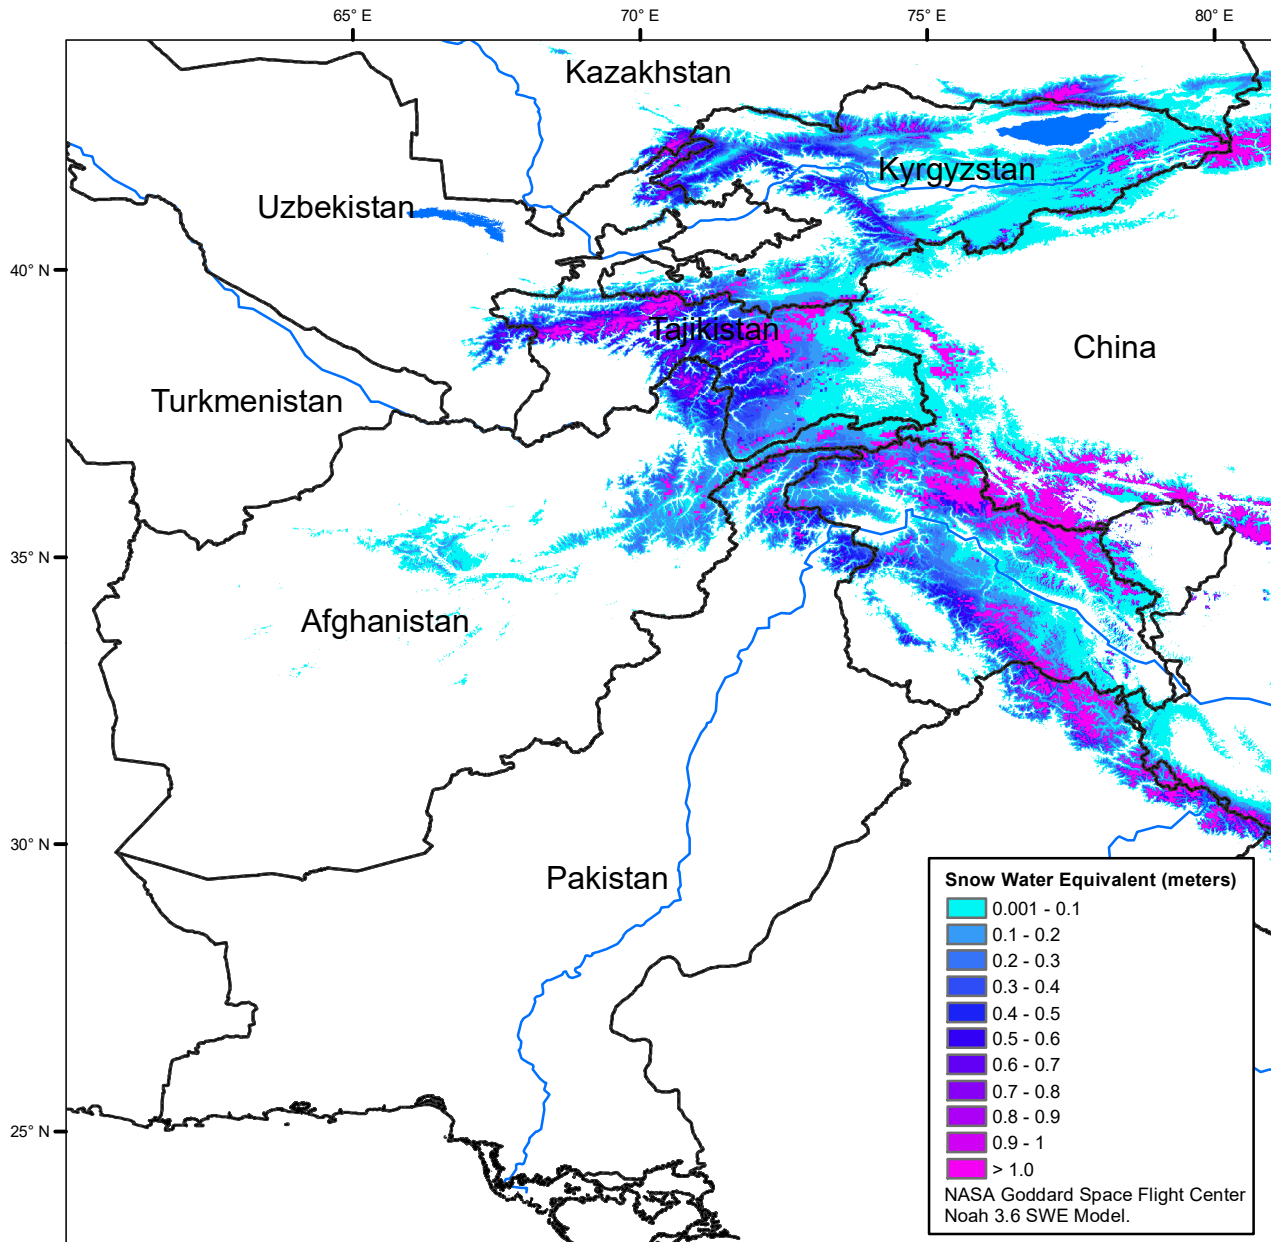 65° E
70° E
75° E
80° E
Kazakhstan
Kyrgyzstan
Uzbekistan
40° N
Tajikistan
China
Turkmenistan
35° N
Afghanistan
30° N
Pakistan
25° N
Snow Water Equivalent (meters)
0.001 - 0.1
0.1 - 0.2
0.2 - 0.3
0.3 - 0.4
0.4 - 0.5
0.5 - 0.6
0.6 - 0.7
0.7 - 0.8
0.8 - 0.9
0.9 - 1
> 1.0
NASA Goddard Space Flight Center
Noah 3.6 SWE Model.